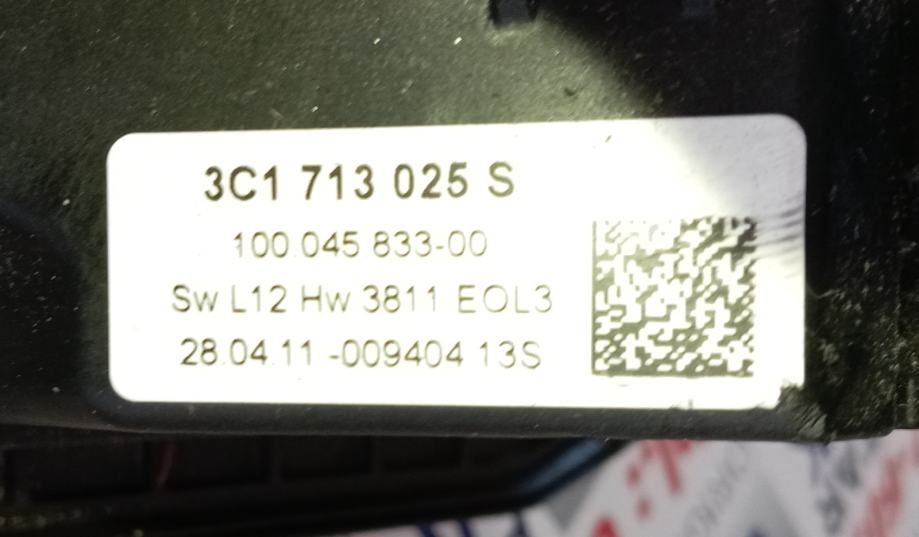 3C1 713 025 S
100.045 833-00
Sw L12 Hw 3811 EOL3
28.04.11 -009404 13S